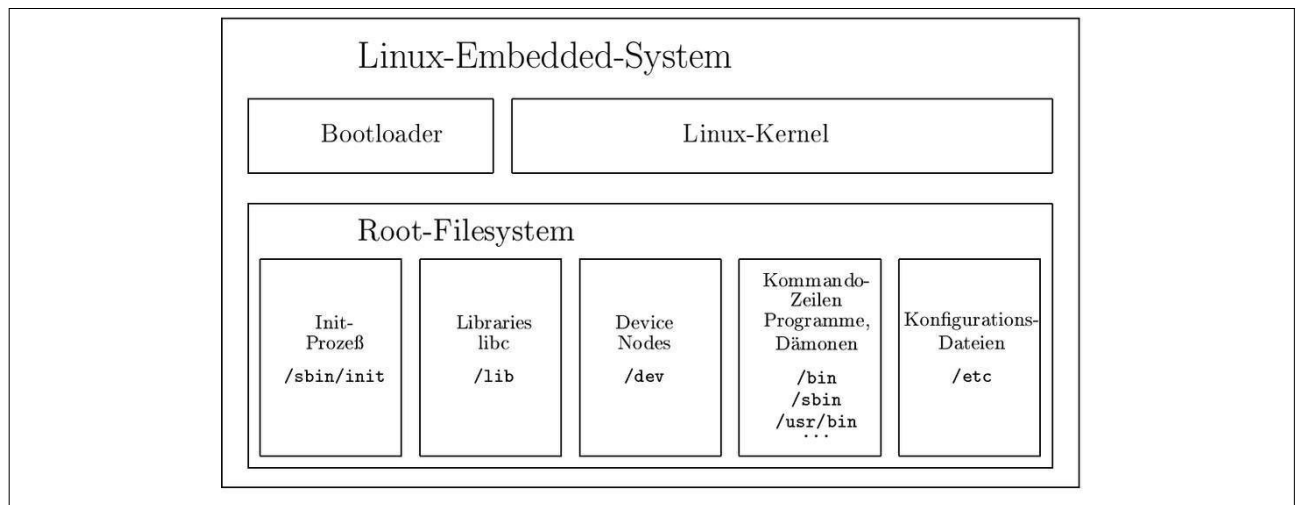 Linux-Embedded-System
Bootloader
Linux-Kernel
Root-Filesystem
Init-
Prozeß
/sbin/init
Libraries
libc
/lib
Device
Nodes
/dev
Kommando-
Zeilen
Programme,
Dämonen
/bin
/sbin
/usr/bin
...
Konfigurations-
Dateien
/etc